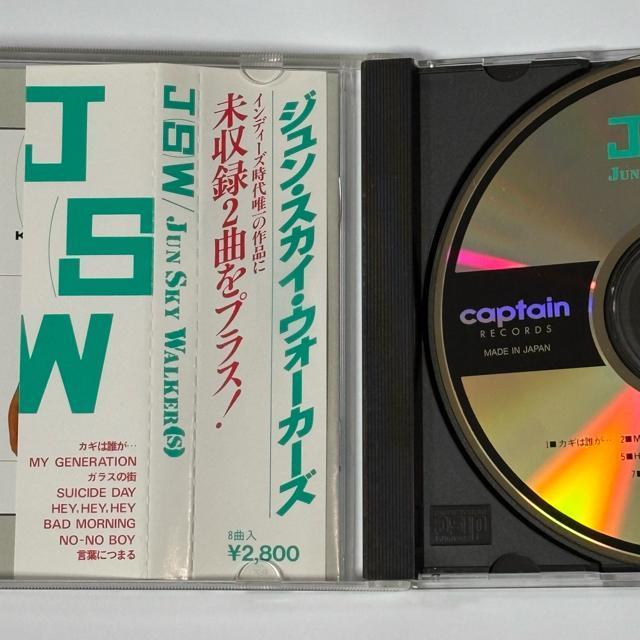 J(S)W
カギは誰が…
MY GENERATION
ガラスの街
SUICIDE DAY
HEY, HEY, HEY
BAD MORNING
NO-NO BOY
言葉につまる
J(S)W / JUN SKY WALKER(S)
インディーズ時代唯一の作品に
未収録2曲をプラス!
ジュン・スカイ・ウォーカーズ
8曲入
¥2,800
K
J
JUN
captain
RECORDS
MADE IN JAPAN
1■カギは誰が… 2■M
5■H
7■
disc